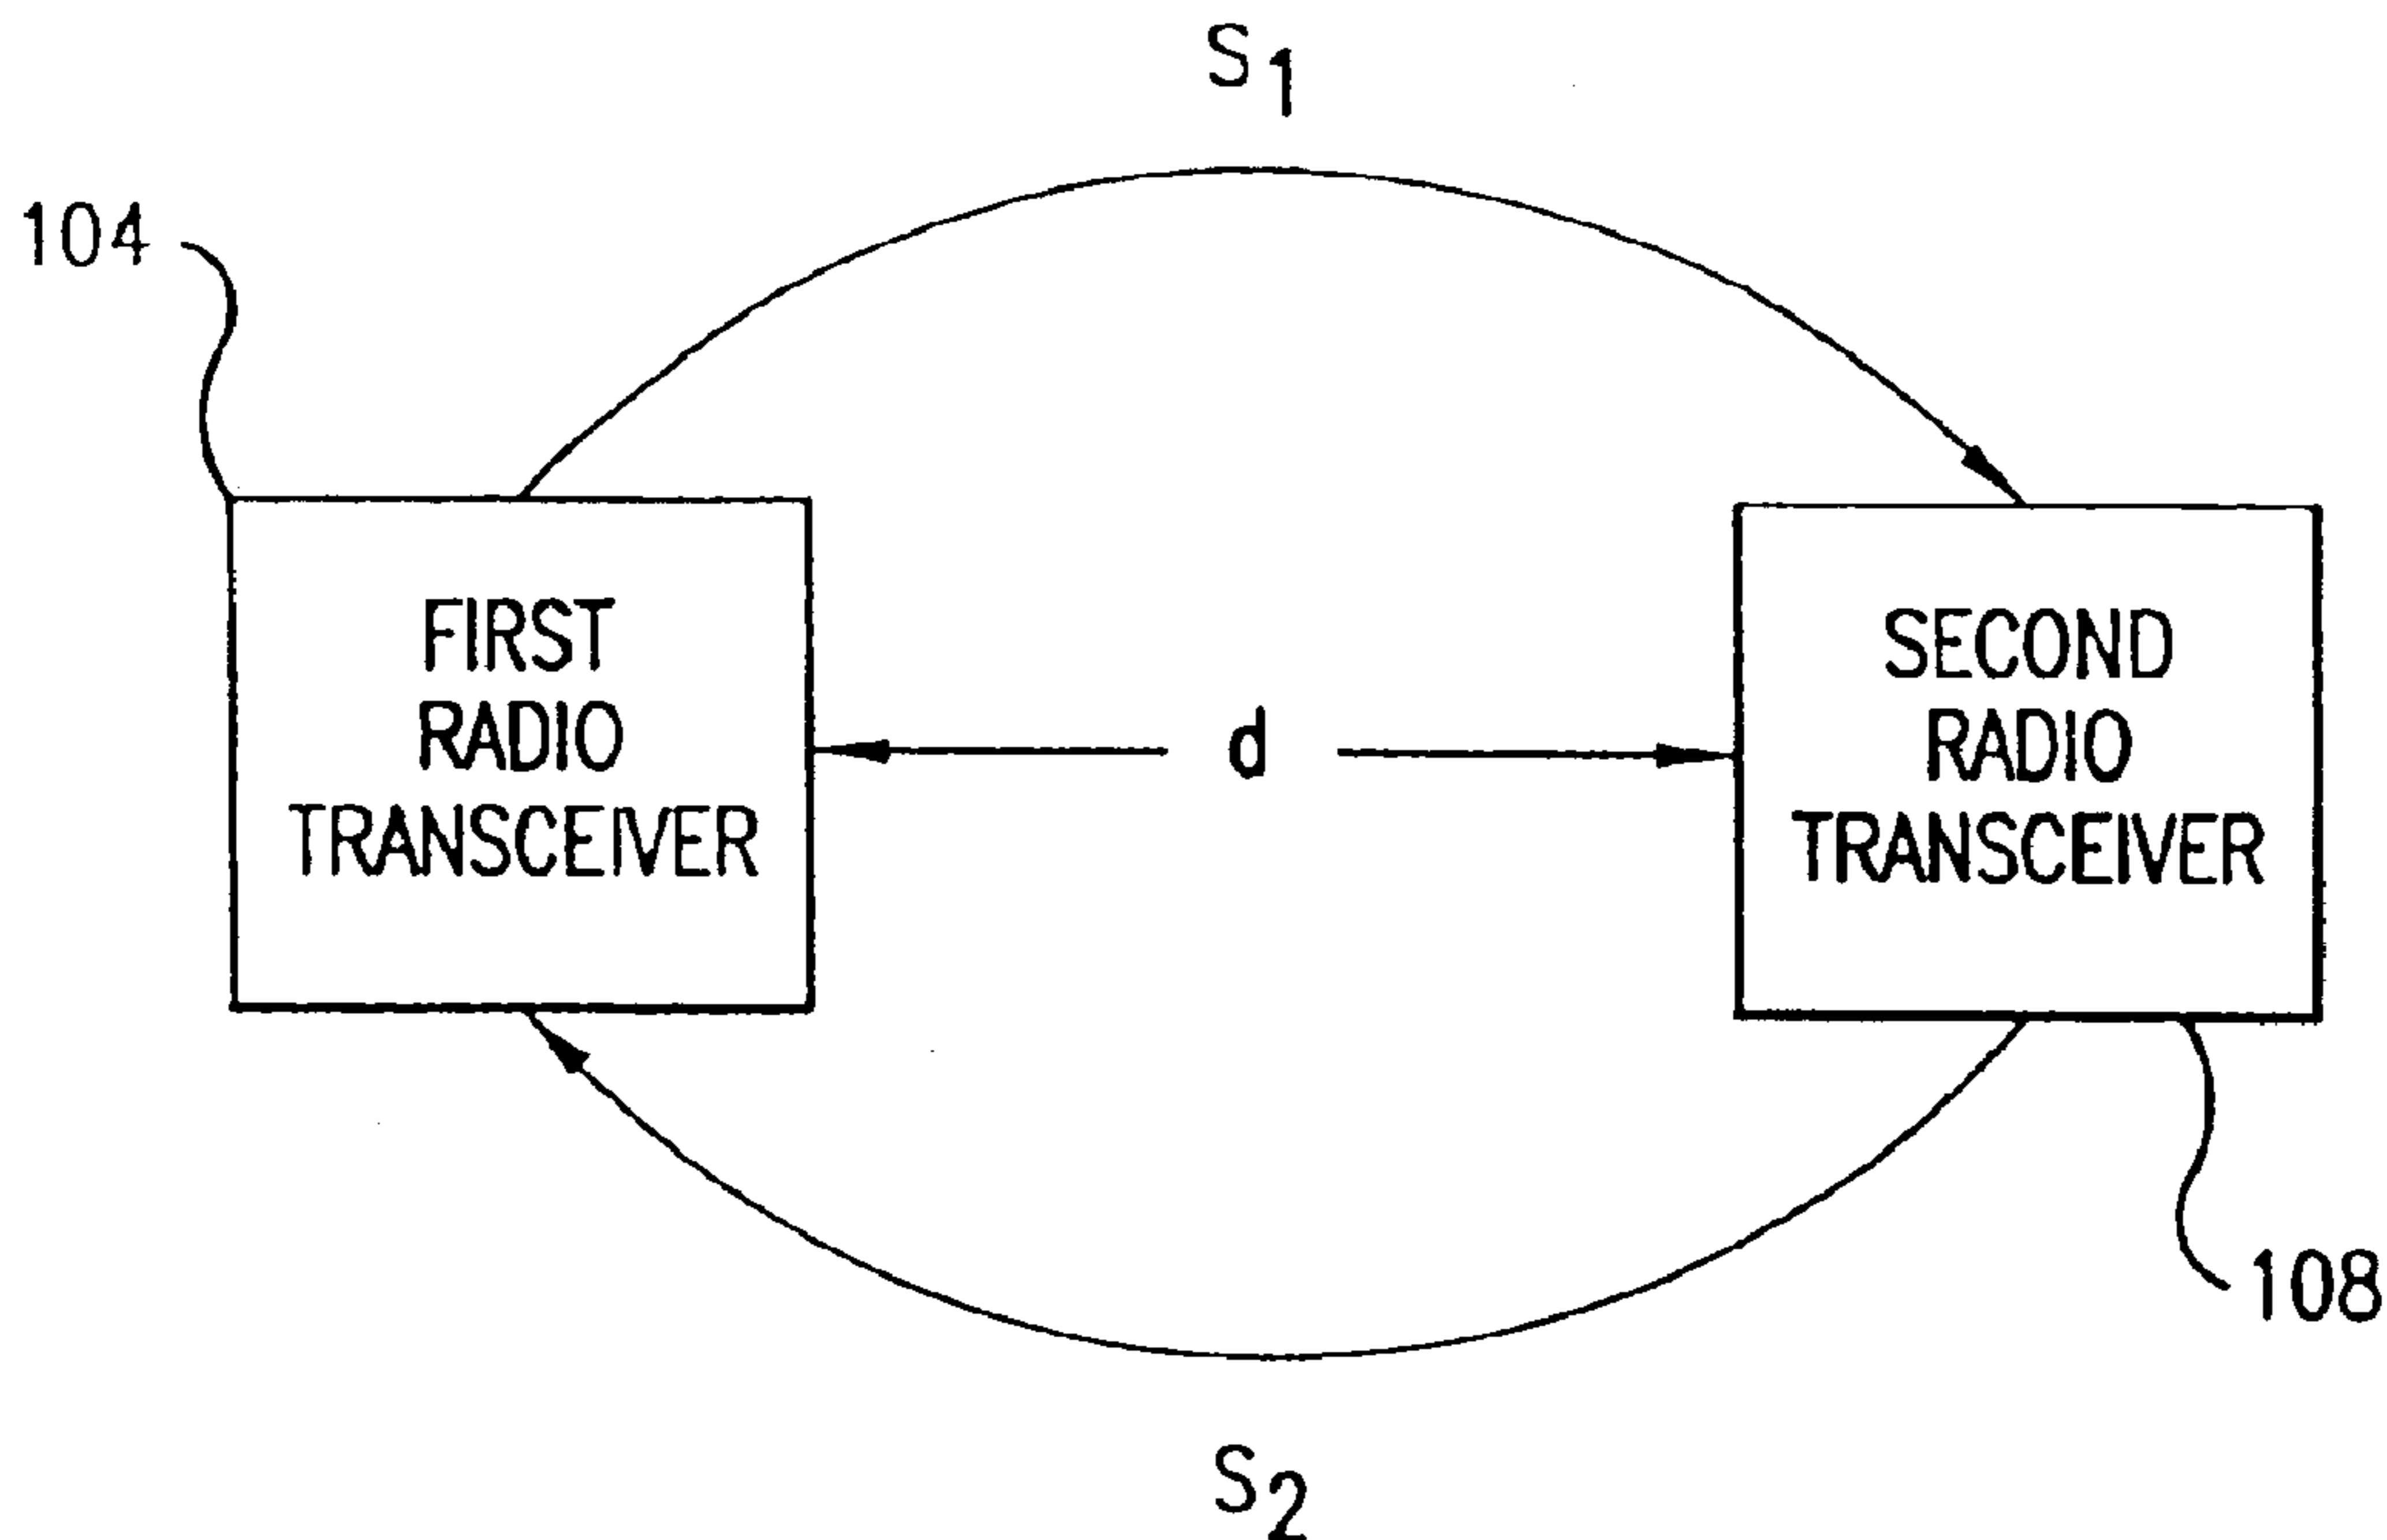 S1
104
FIRST
RADIO
TRANSCEIVER
d
SECOND
RADIO
TRANSCEIVER
108
S2